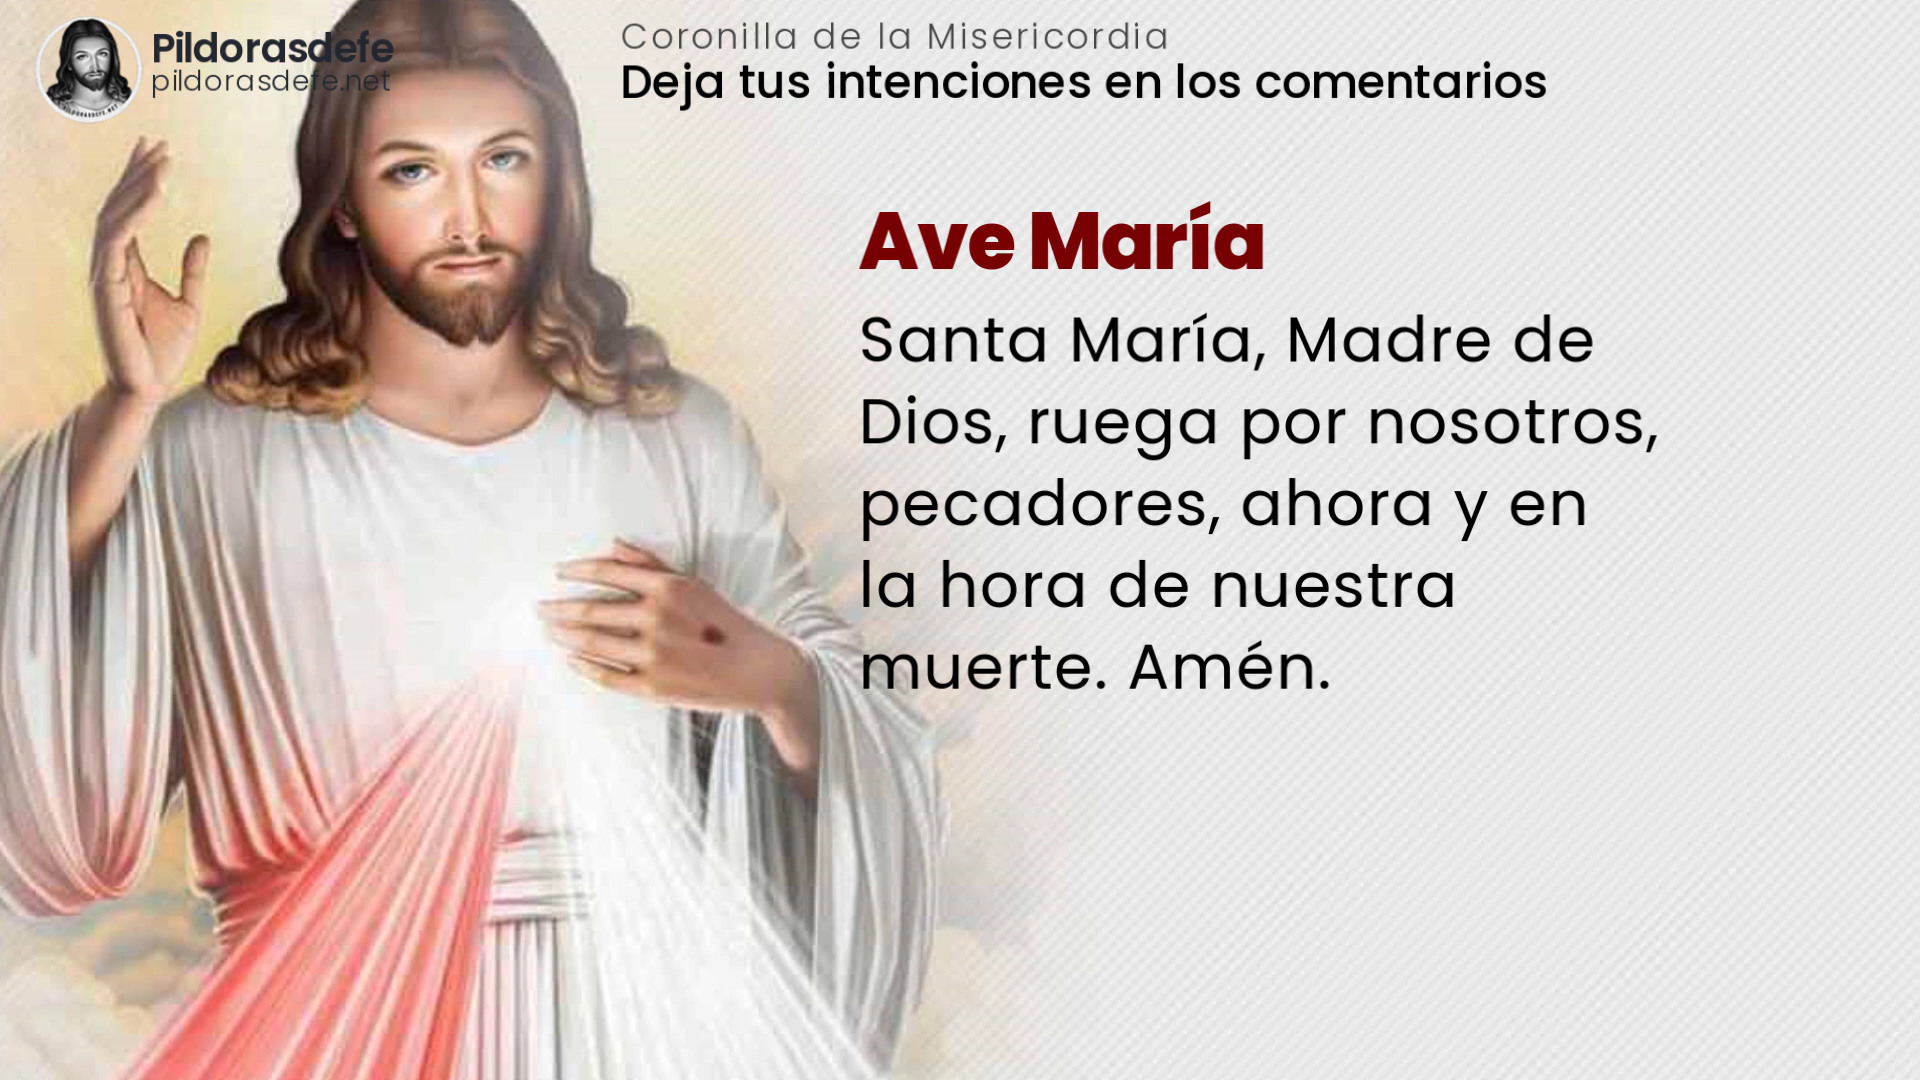 Pildorasdefe
pildorasdefe.net
Coronilla de la Misericordia
Deja tus intenciones en los comentarios
Ave María
Santa María, Madre de
Dios, ruega por nosotros,
pecadores, ahora y en
la hora de nuestra
muerte. Amén.